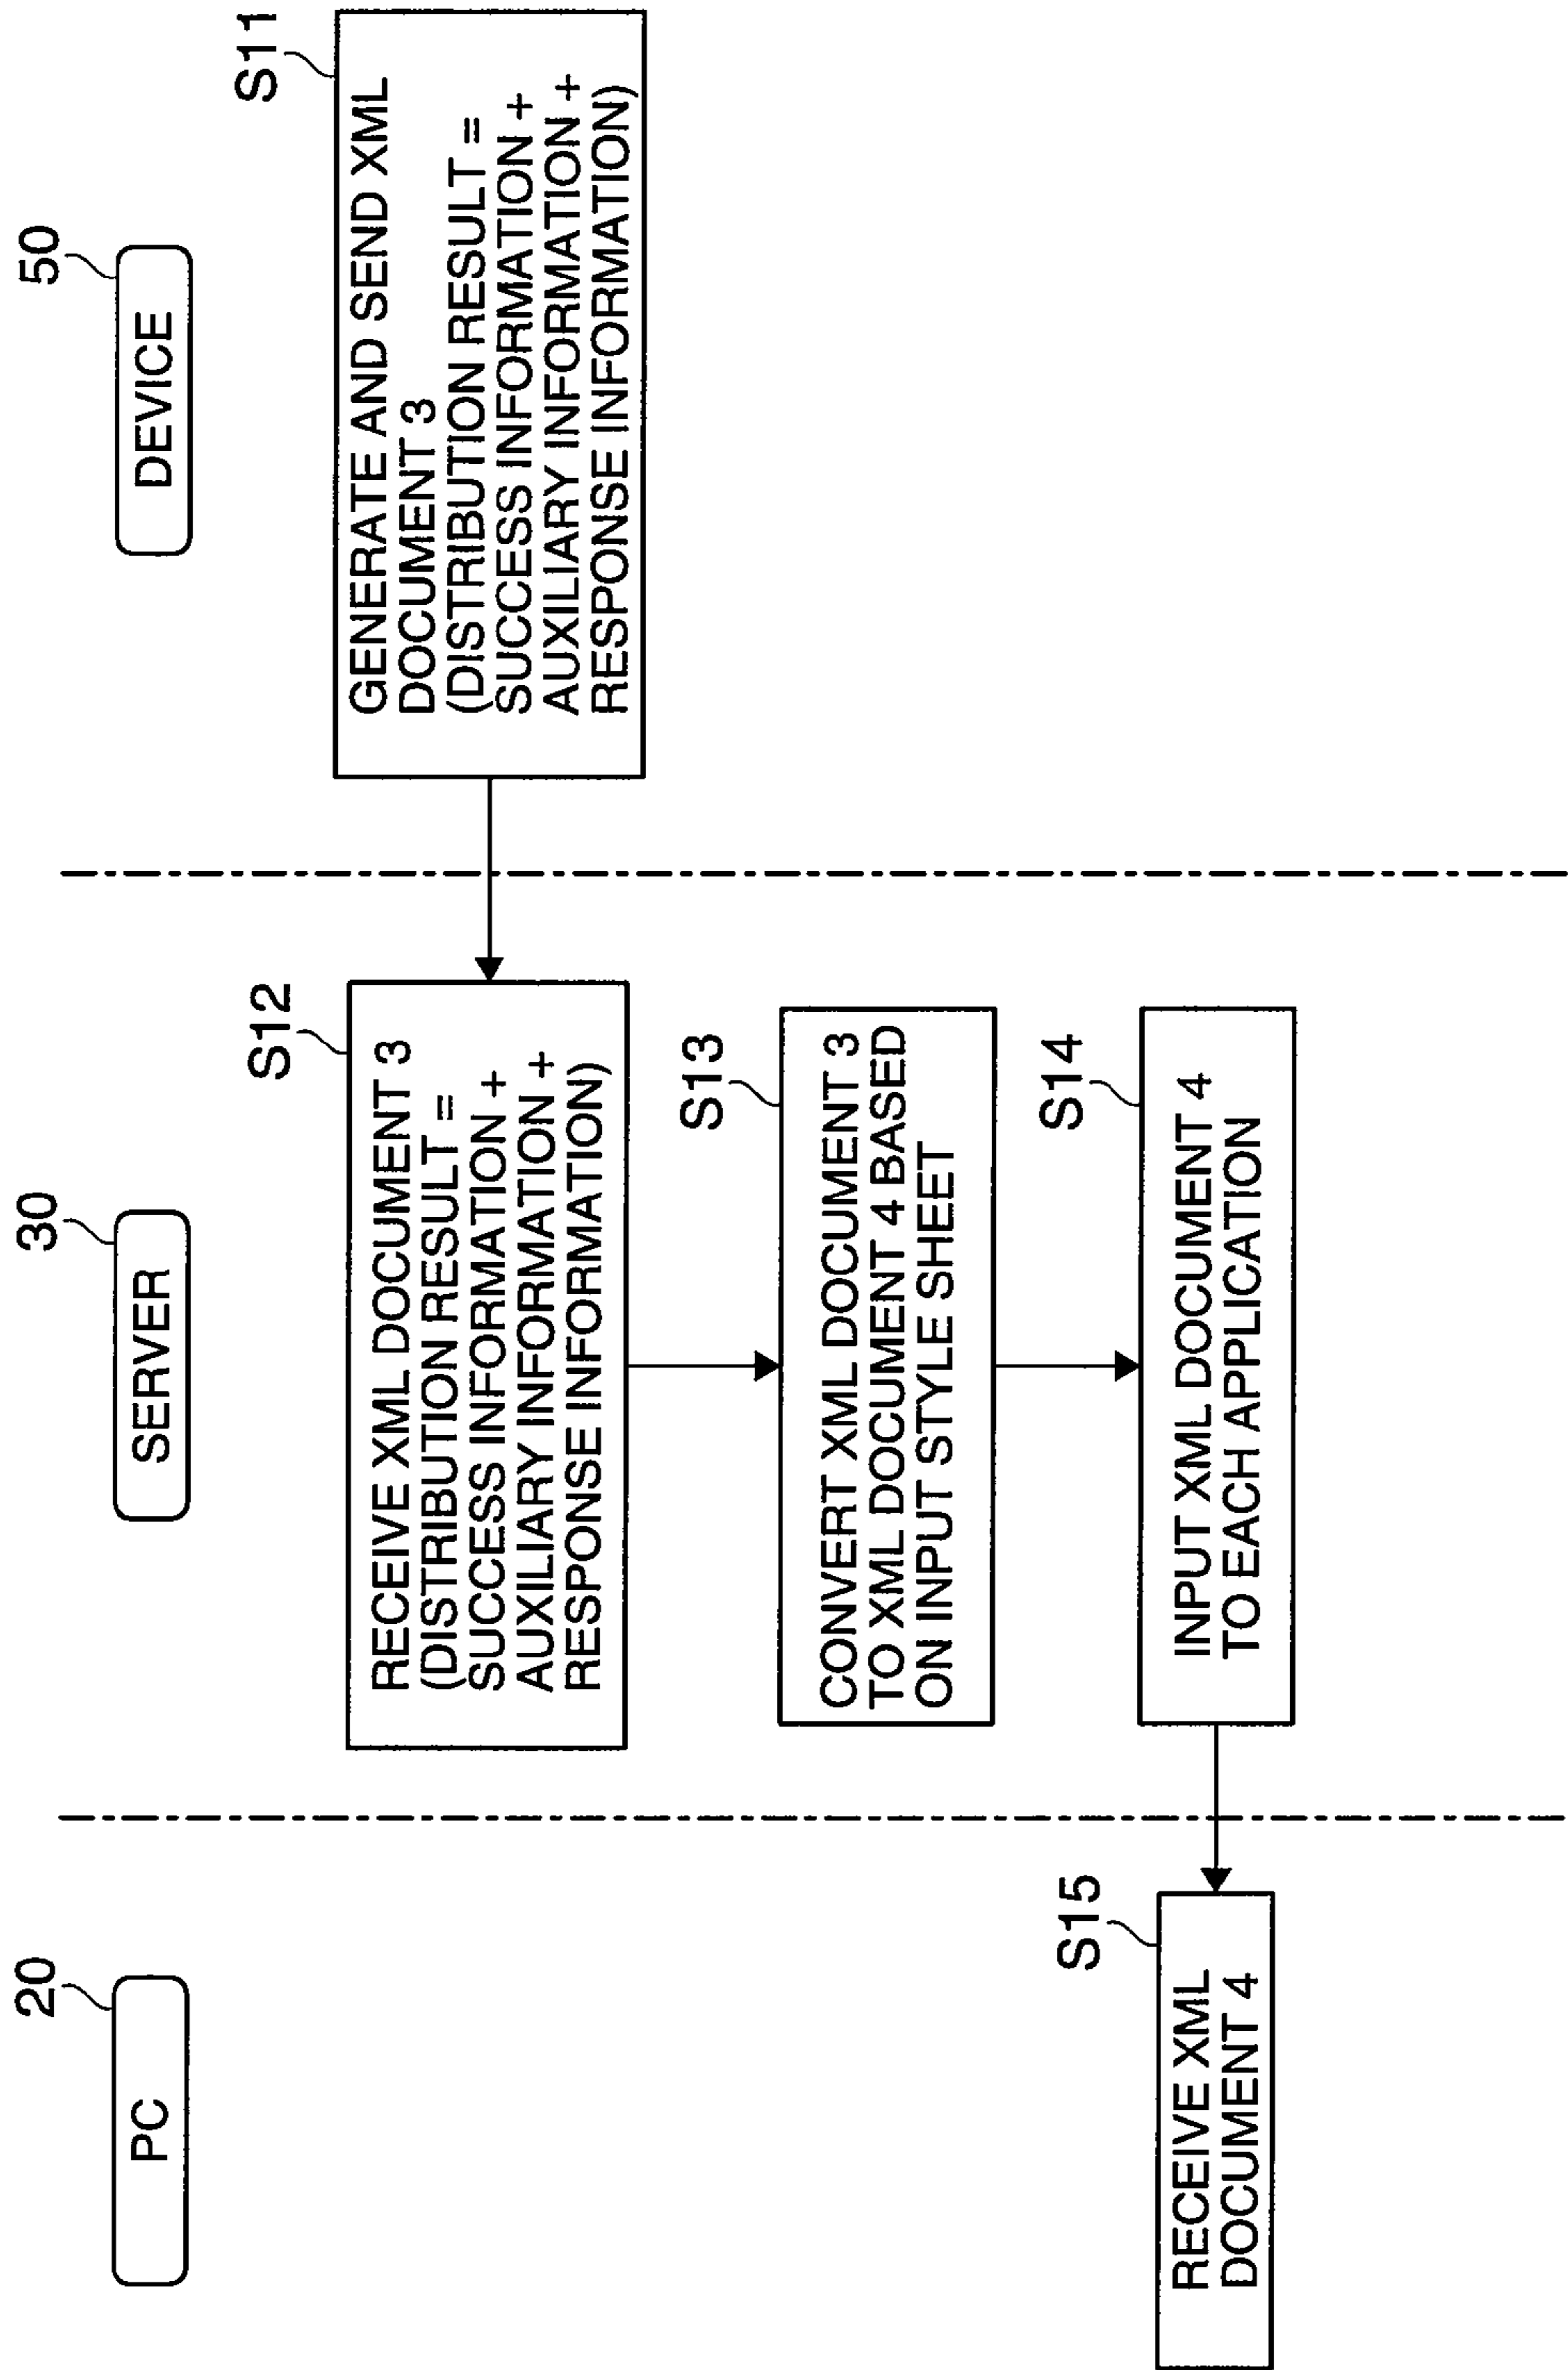 20
PC
30
SERVER
50
DEVICE
S11
GENERATE AND SEND XML
DOCUMENT 3
(DISTRIBUTION RESULT =
SUCCESS INFORMATION +
AUXILIARY INFORMATION +
RESPONSE INFORMATION)
S12
RECEIVE XML DOCUMENT 3
(DISTRIBUTION RESULT =
SUCCESS INFORMATION +
AUXILIARY INFORMATION +
RESPONSE INFORMATION)
S13
CONVERT XML DOCUMENT 3
TO XML DOCUMENT 4 BASED
ON INPUT STYLE SHEET
S14
INPUT XML DOCUMENT 4
TO EACH APPLICATION
S15
RECEIVE XML
DOCUMENT 4